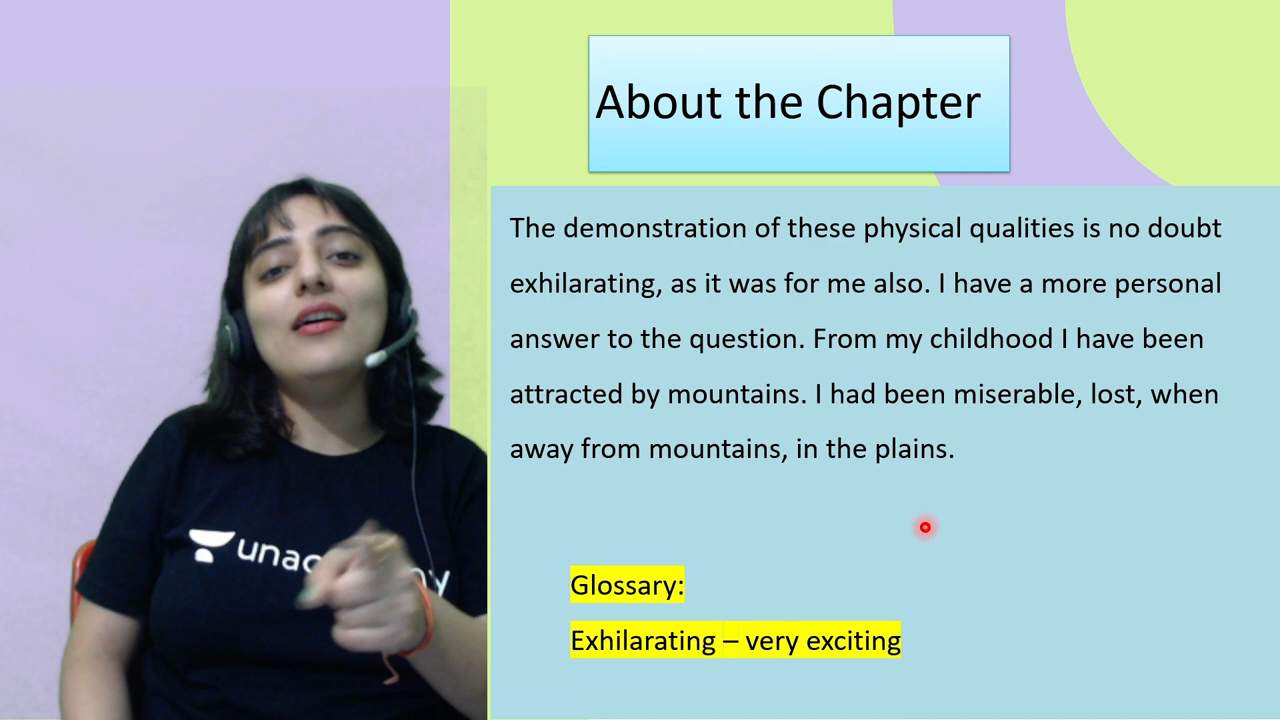 About the Chapter
The demonstration of these physical qualities is no doubt
exhilarating, as it was for me also. I have a more personal
answer to the question. From my childhood I have been
attracted by mountains. I had been miserable, lost, when
away from mountains, in the plains.
Glossary:
Exhilarating – very exciting